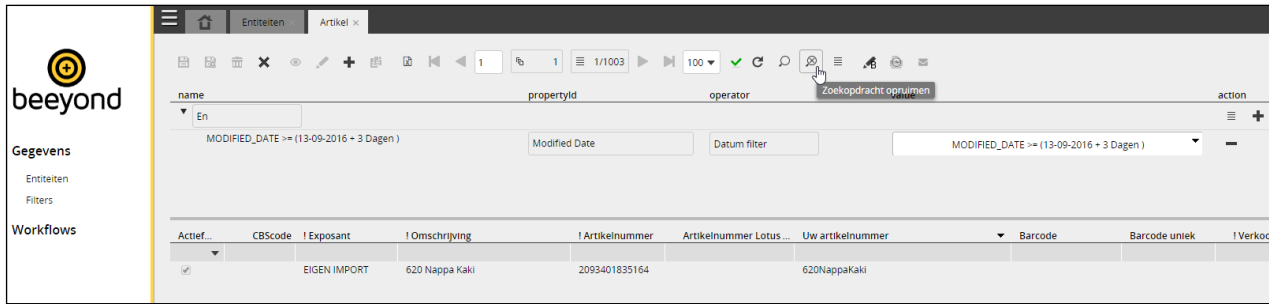 Entiteiten ×
Artikel ×
beeyond
1
1
1/1003
100
B
Zoekopdracht opruimen
name
propertyId
operator
value
action
En
MODIFIED_DATE >= (13-09-2016 + 3 Dagen )
Modified Date
Datum filter
MODIFIED_DATE >= (13-09-2016 + 3 Dagen )
Gegevens
Entiteiten
Filters
Workflows
Actief...
CBScode
! Exposant
! Omschrijving
! Artikelnummer
Artikelnummer Lotus ...
Uw artikelnummer
Barcode
Barcode uniek
! Verkoc
EIGEN IMPORT
620 Nappa Kaki
2093401835164
620NappaKaki